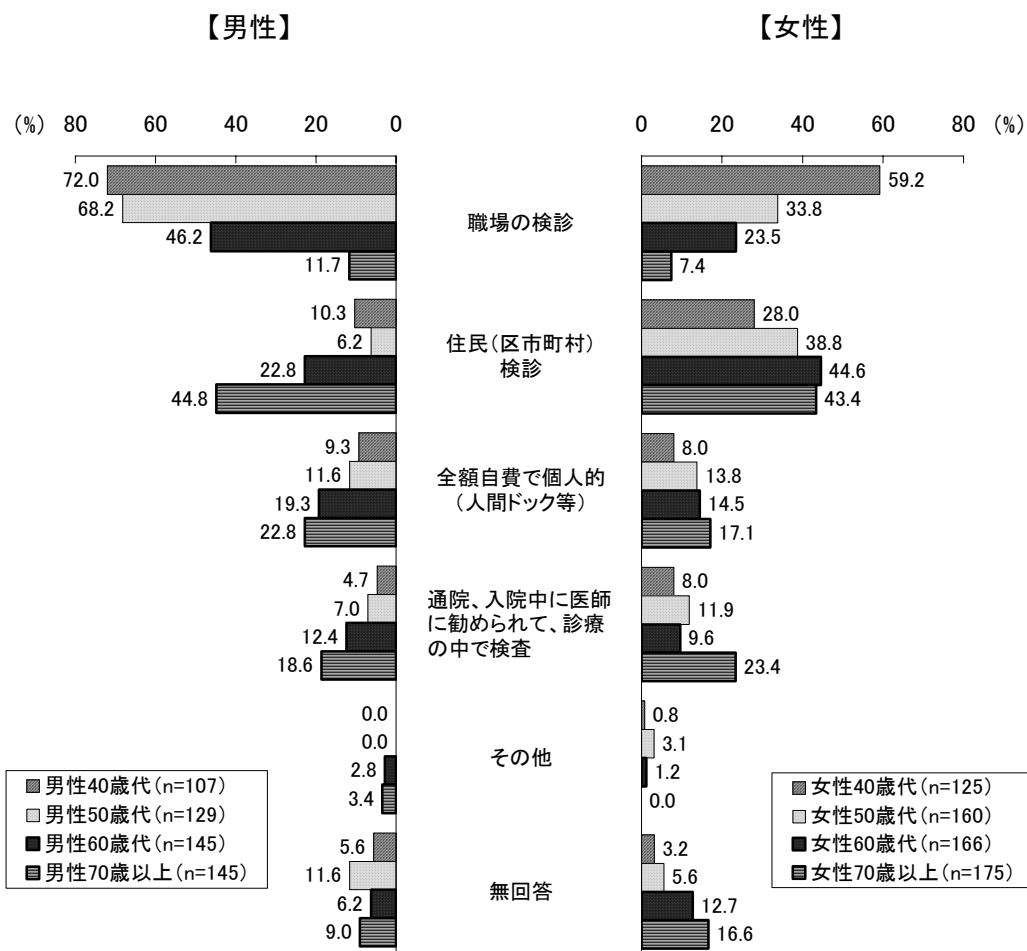 【男性】
【女性】
(%) 80 60 40 20 0
0 20 40 60 80 (%)
72.0
68.2
46.2
11.7
職場の検診
59.2
33.8
23.5
7.4
10.3
6.2
22.8
44.8
住民（区市町村）
検診
28.0
38.8
44.6
43.4
9.3
11.6
19.3
22.8
全額自費で個人的
（人間ドック等）
8.0
13.8
14.5
17.1
4.7
7.0
12.4
18.6
通院、入院中に医師
に勧められて、診療
の中で検査
8.0
11.9
9.6
23.4
0.0
0.0
2.8
3.4
その他
0.8
3.1
1.2
0.0
5.6
11.6
6.2
9.0
無回答
3.2
5.6
12.7
16.6
男性40歳代（n=107）
男性50歳代（n=129）
男性60歳代（n=145）
男性70歳以上（n=145）
女性40歳代（n=125）
女性50歳代（n=160）
女性60歳代（n=166）
女性70歳以上（n=175）